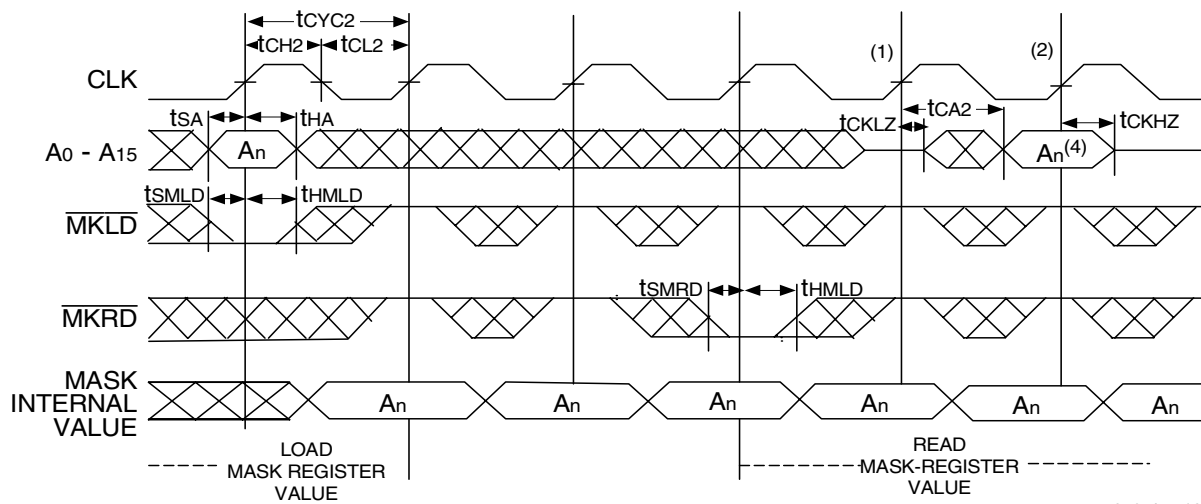 tCYC2
tCH2 tCL2
(1) (2)
CLK
tSA tHA tCKLZ tCA2 tCKHZ
A0 - A15 An An(4)
tSMLD tHMLD
MKLD
tSMRD tHMLD
MKRD
MASK
INTERNAL
VALUE
An An An An An An
LOAD
MASK REGISTER
VALUE
READ
MASK-REGISTER
VALUE